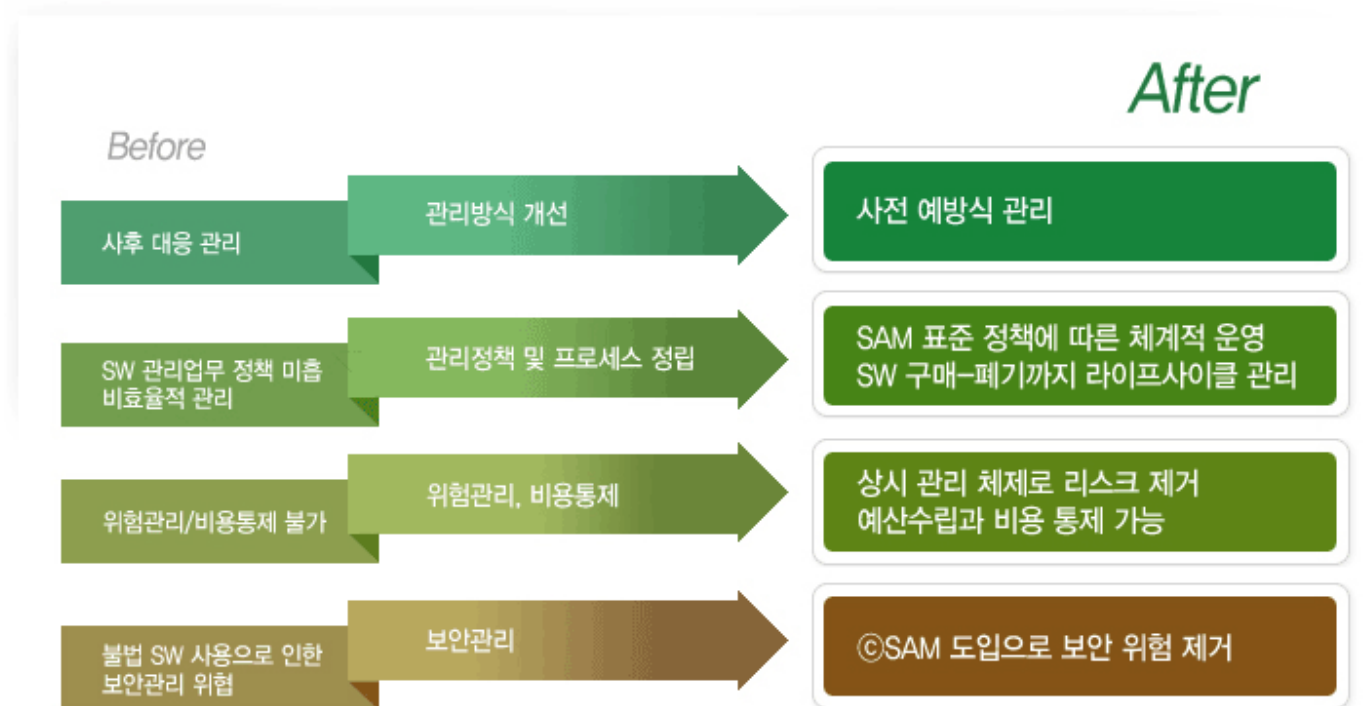 After
Before
사후 대응 관리
관리방식 개선
사전 예방식 관리
SW 관리업무 정책 미흡
비효율적 관리
관리정책 및 프로세스 정립
SAM 표준 정책에 따른 체계적 운영
SW 구매-폐기까지 라이프사이클 관리
위험관리/비용통제 불가
위험관리, 비용통제
상시 관리 체제로 리스크 제거
예산수립과 비용 통제 가능
불법 SW 사용으로 인한
보안관리 위협
보안관리
ⓒSAM 도입으로 보안 위험 제거